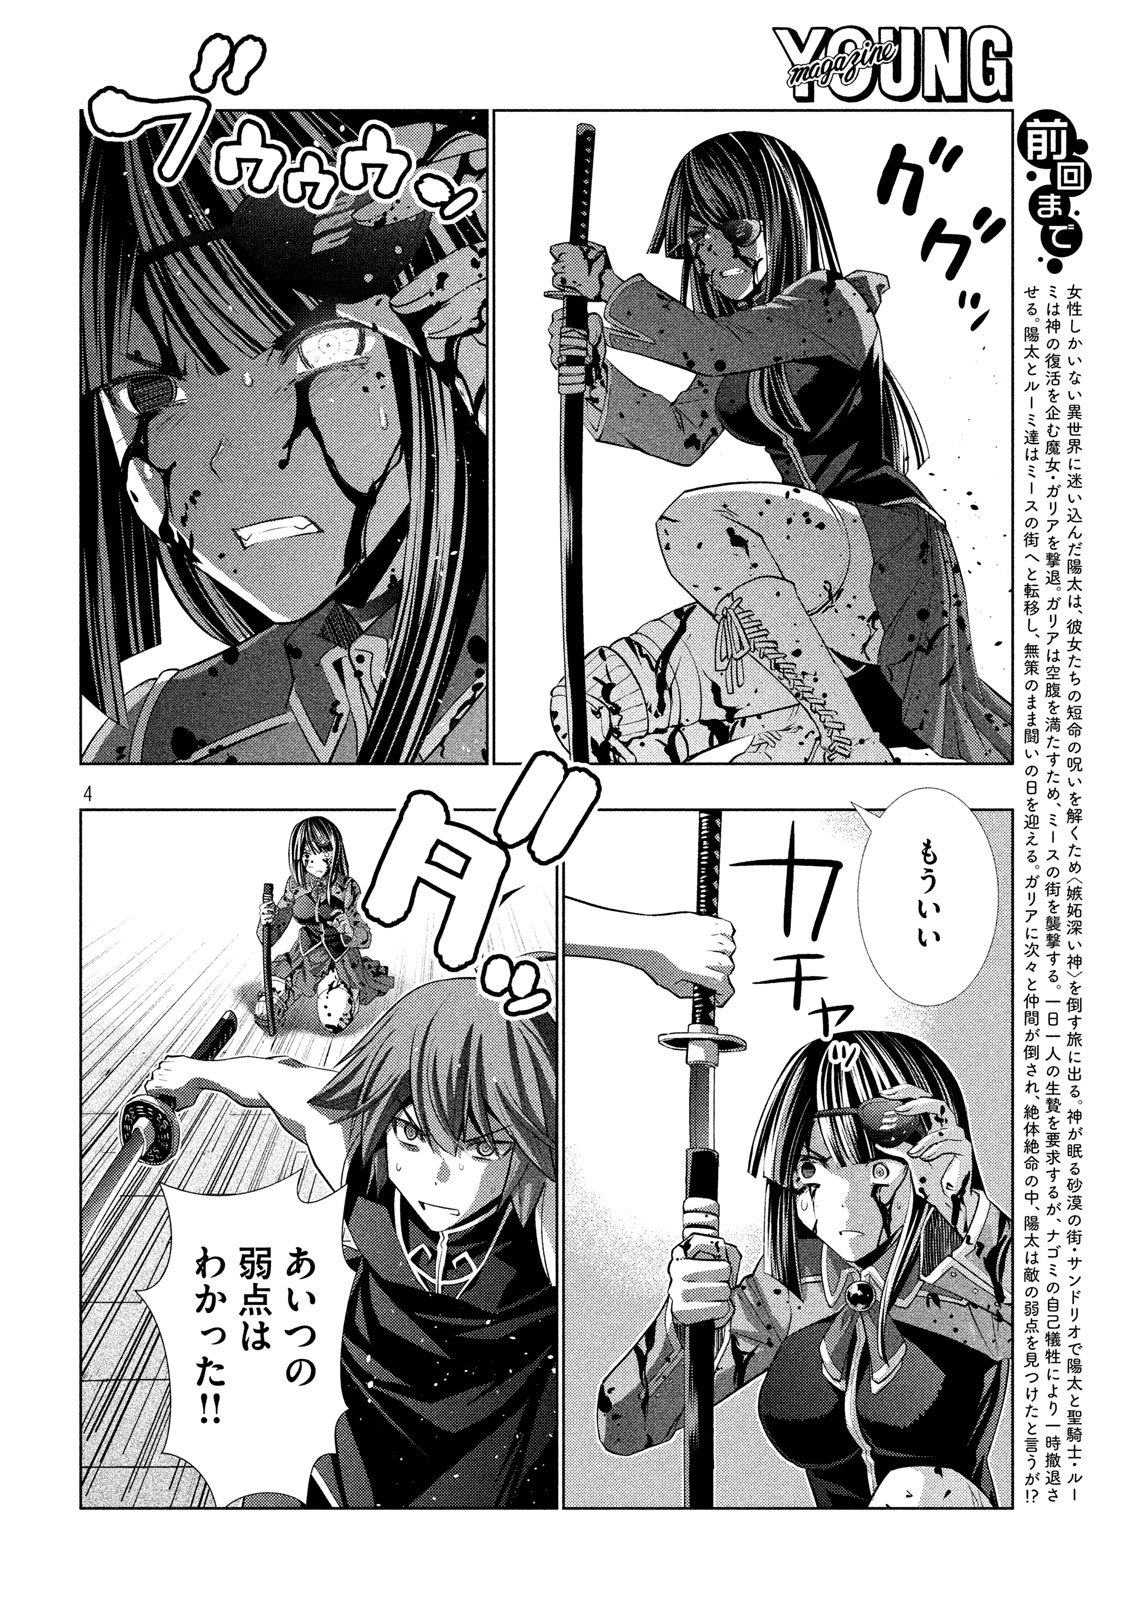 YOUNG
magazine
前回まで
女性しかいない異世界に迷い込んだ陽太は、彼女たちの短命の呪いを解くため〈嫉妬深い神〉を倒す旅に出る。神が眠る砂漠の街・サンドリオで陽太と聖騎士・ルー
ミは神の復活を企む魔女・ガリアを撃退。ガリアは空腹を満たすため、ミースの街を襲撃する。一日一人の生贄を要求するが、ナゴミの自己犠牲により一時撤退さ
せる。陽太とルーミ達はミースの街へと転移し、無策のまま闘いの日を迎える。ガリアに次々と仲間が倒され、絶体絶命の中、陽太は敵の弱点を見つけたと言うが!?
ググッ
ブゥゥゥン
もういい
カチャッ
ダッ
あいつの
弱点は
わかった!!
4